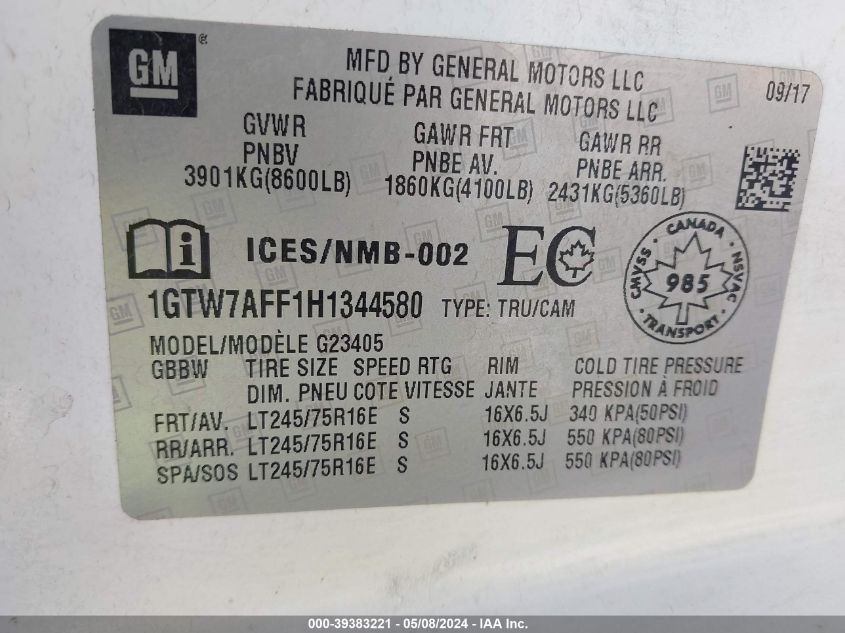 GM ®
MFD BY GENERAL MOTORS LLC
FABRIQUÉ PAR GENERAL MOTORS LLC
09/17
GVWR GAWR FRT GAWR RR
PNBV PNBE AV. PNBE ARR.
3901KG(8600LB) 1860KG(4100LB) 2431KG(5360LB)
i ICES/NMB-002 EC
CANADA
CMVSS 985 NSVAC
TRANSPORT
1GTW7AFF1H1344580 TYPE: TRU/CAM
MODEL/MODÈLE G23405
GBBW TIRE SIZE SPEED RTG RIM COLD TIRE PRESSURE
DIM. PNEU COTE VITESSE JANTE PRESSION À FROID
FRT/AV. LT245/75R16E S 16X6.5J 340 KPA(50PSI)
RR/ARR. LT245/75R16E S 16X6.5J 550 KPA(80PSI)
SPA/SOS LT245/75R16E S 16X6.5J 550 KPA(80PSI)
000-39383221 - 05/08/2024 - IAA Inc.